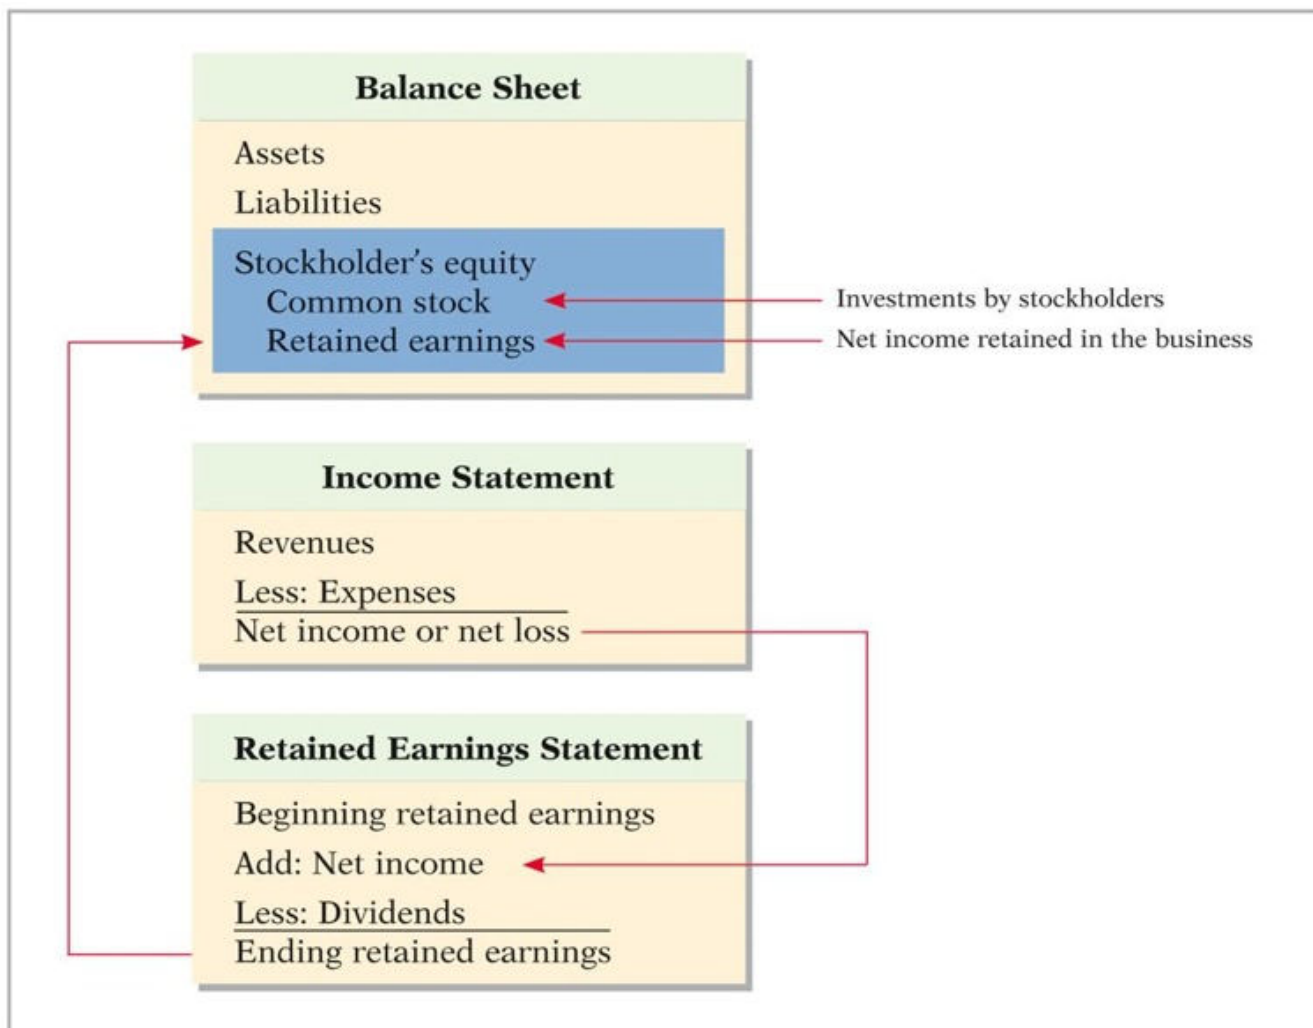 Balance Sheet
Assets
Liabilities
Stockholder's equity
Common stock
Investments by stockholders
Retained earnings
Net income retained in the business
Income Statement
Revenues
Less: Expenses
Net income or net loss
Retained Earnings Statement
Beginning retained earnings
Add: Net income
Less: Dividends
Ending retained earnings